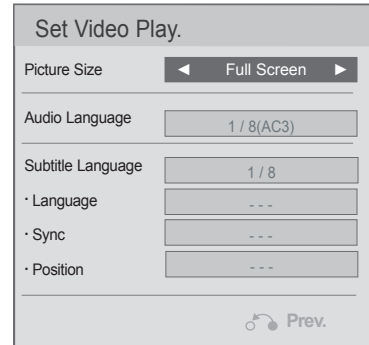 Set Video Play.
Picture Size ◄ Full Screen ►
Audio Language 1 / 8(AC3)
Subtitle Language 1 / 8
· Language - - -
· Sync - - -
· Position - - -
Prev.